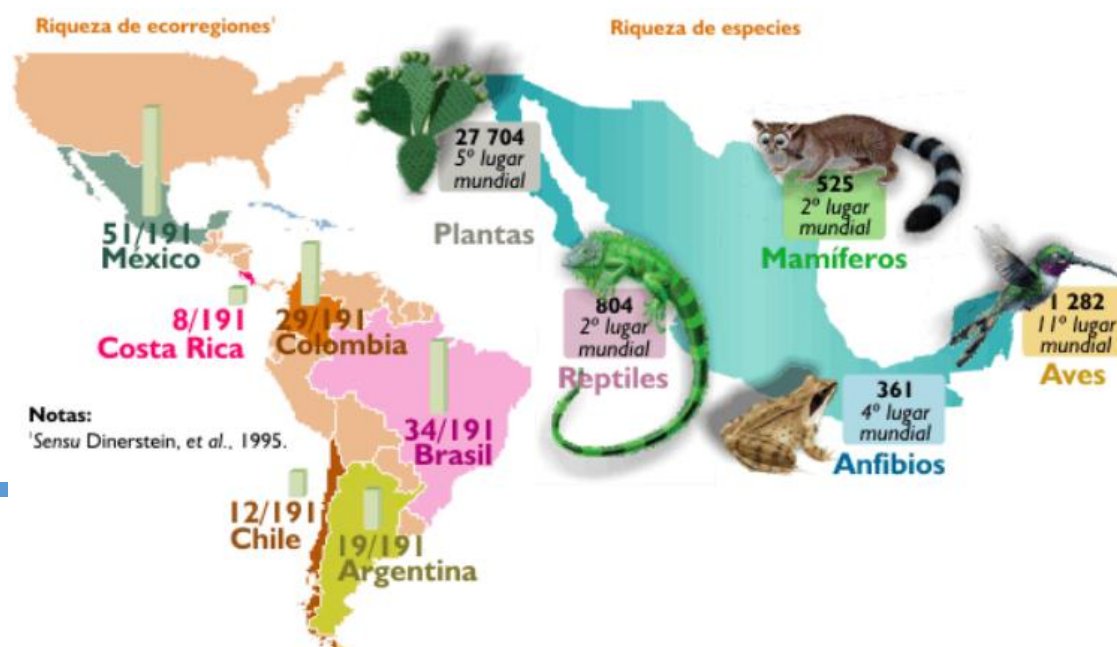 Riqueza de ecorregiones¹
Riqueza de especies
27 704
5º lugar
mundial
Plantas
525
2º lugar
mundial
Mamíferos
51/191
México
8/191
Costa Rica
29/191
Colombia
804
2º lugar
mundial
Reptiles
1 282
11º lugar
mundial
Aves
361
4º lugar
mundial
Anfibios
Notas:
¹Sensu Dinerstein, et al., 1995.
34/191
Brasil
12/191
Chile
19/191
Argentina